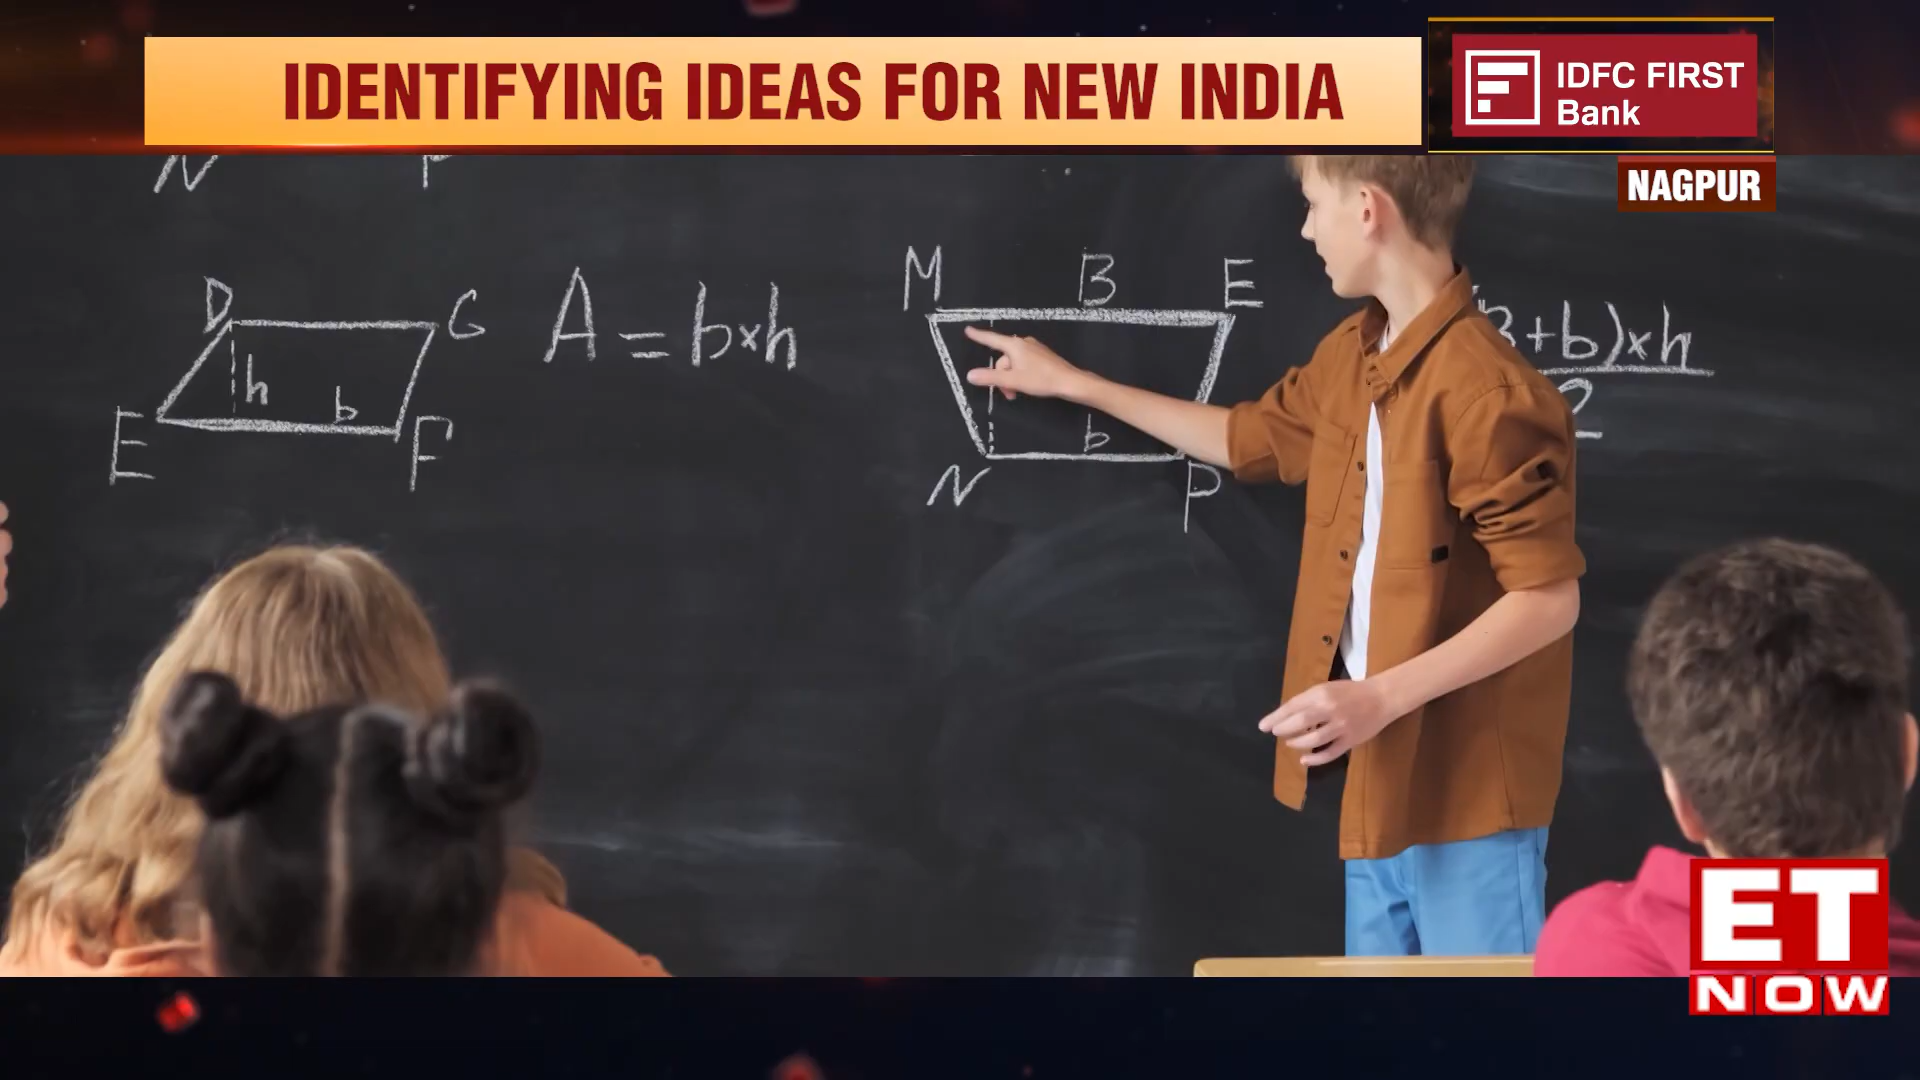 IDENTIFYING IDEAS FOR NEW INDIA
IDFC FIRST
Bank
NAGPUR
N P
D G
h b
E F
A = b×h
M B E
b
N P
+b)×h
2
ET
NOW